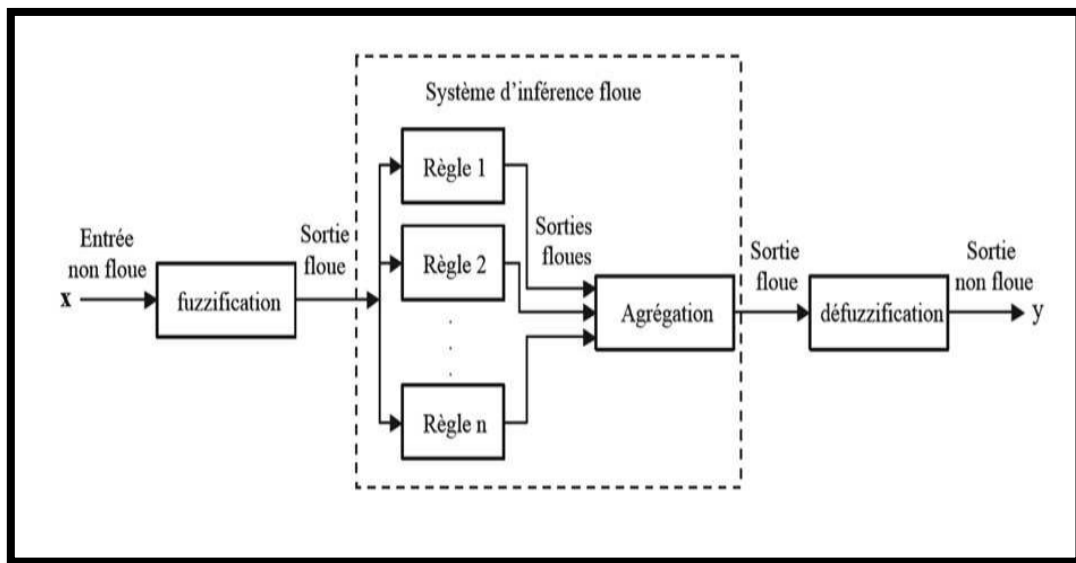 Système d'inférence floue
Entrée
non floue
x
fuzzification
Sortie
floue
Règle 1
Règle 2
.
.
.
Règle n
Sorties
floues
Agrégation
Sortie
floue
défuzzification
Sortie
non floue
y